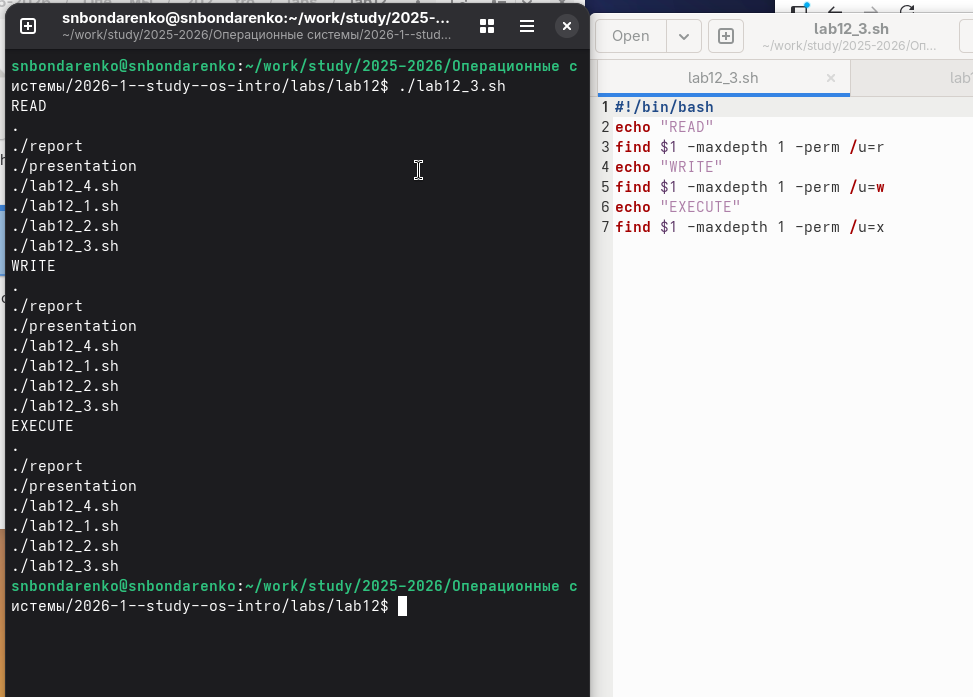 snbondarenko@snbondarenko:~/work/study/2025-...
~/work/study/2025-2026/Операционные системы/2026-1--stud...
snbondarenko@snbondarenko:~/work/study/2025-2026/Операционные с
истемы/2026-1--study--os-intro/labs/lab12$ ./lab12_3.sh
READ
.
./report
./presentation
./lab12_4.sh
./lab12_1.sh
./lab12_2.sh
./lab12_3.sh
WRITE
.
./report
./presentation
./lab12_4.sh
./lab12_1.sh
./lab12_2.sh
./lab12_3.sh
EXECUTE
.
./report
./presentation
./lab12_4.sh
./lab12_1.sh
./lab12_2.sh
./lab12_3.sh
snbondarenko@snbondarenko:~/work/study/2025-2026/Операционные с
истемы/2026-1--study--os-intro/labs/lab12$
Open
lab12_3.sh
~/work/study/2025-2026/Оп...
lab12_3.sh
lab1
1 #!/bin/bash
2 echo "READ"
3 find $1 -maxdepth 1 -perm /u=r
4 echo "WRITE"
5 find $1 -maxdepth 1 -perm /u=w
6 echo "EXECUTE"
7 find $1 -maxdepth 1 -perm /u=x